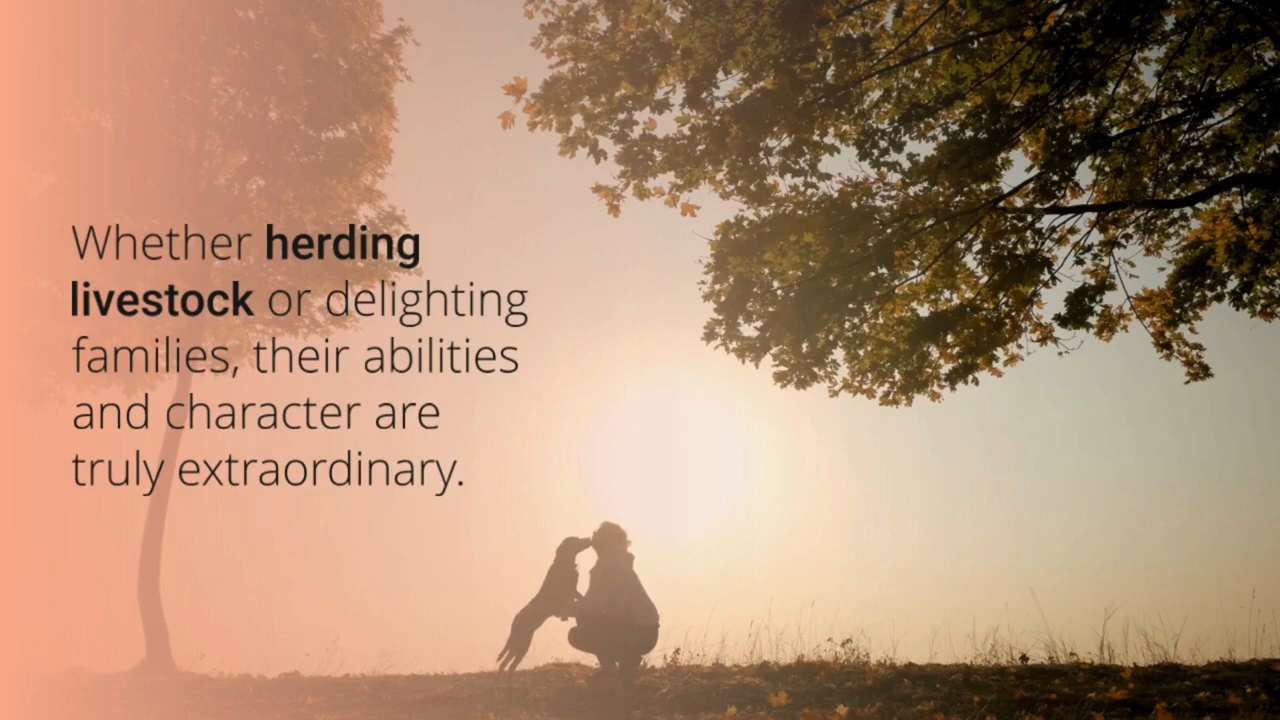 Whether herding
livestock or delighting
families, their abilities
and character are
truly extraordinary.